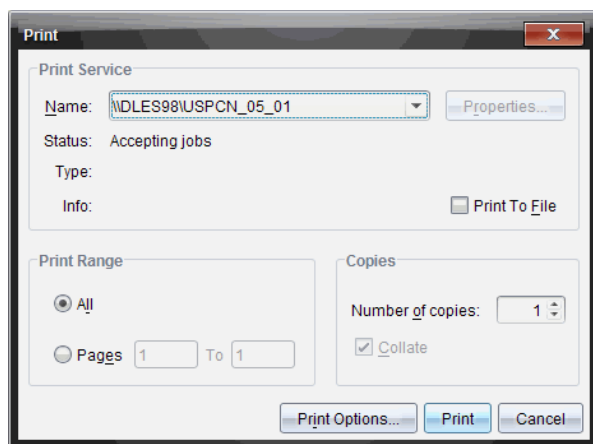 Print
Print Service
Name: \\DLES98\USPCN_05_01 Properties...
Status: Accepting jobs
Type:
Info: Print To File
Print Range
All
Pages 1 To 1
Copies
Number of copies: 1
Collate
Print Options... Print Cancel